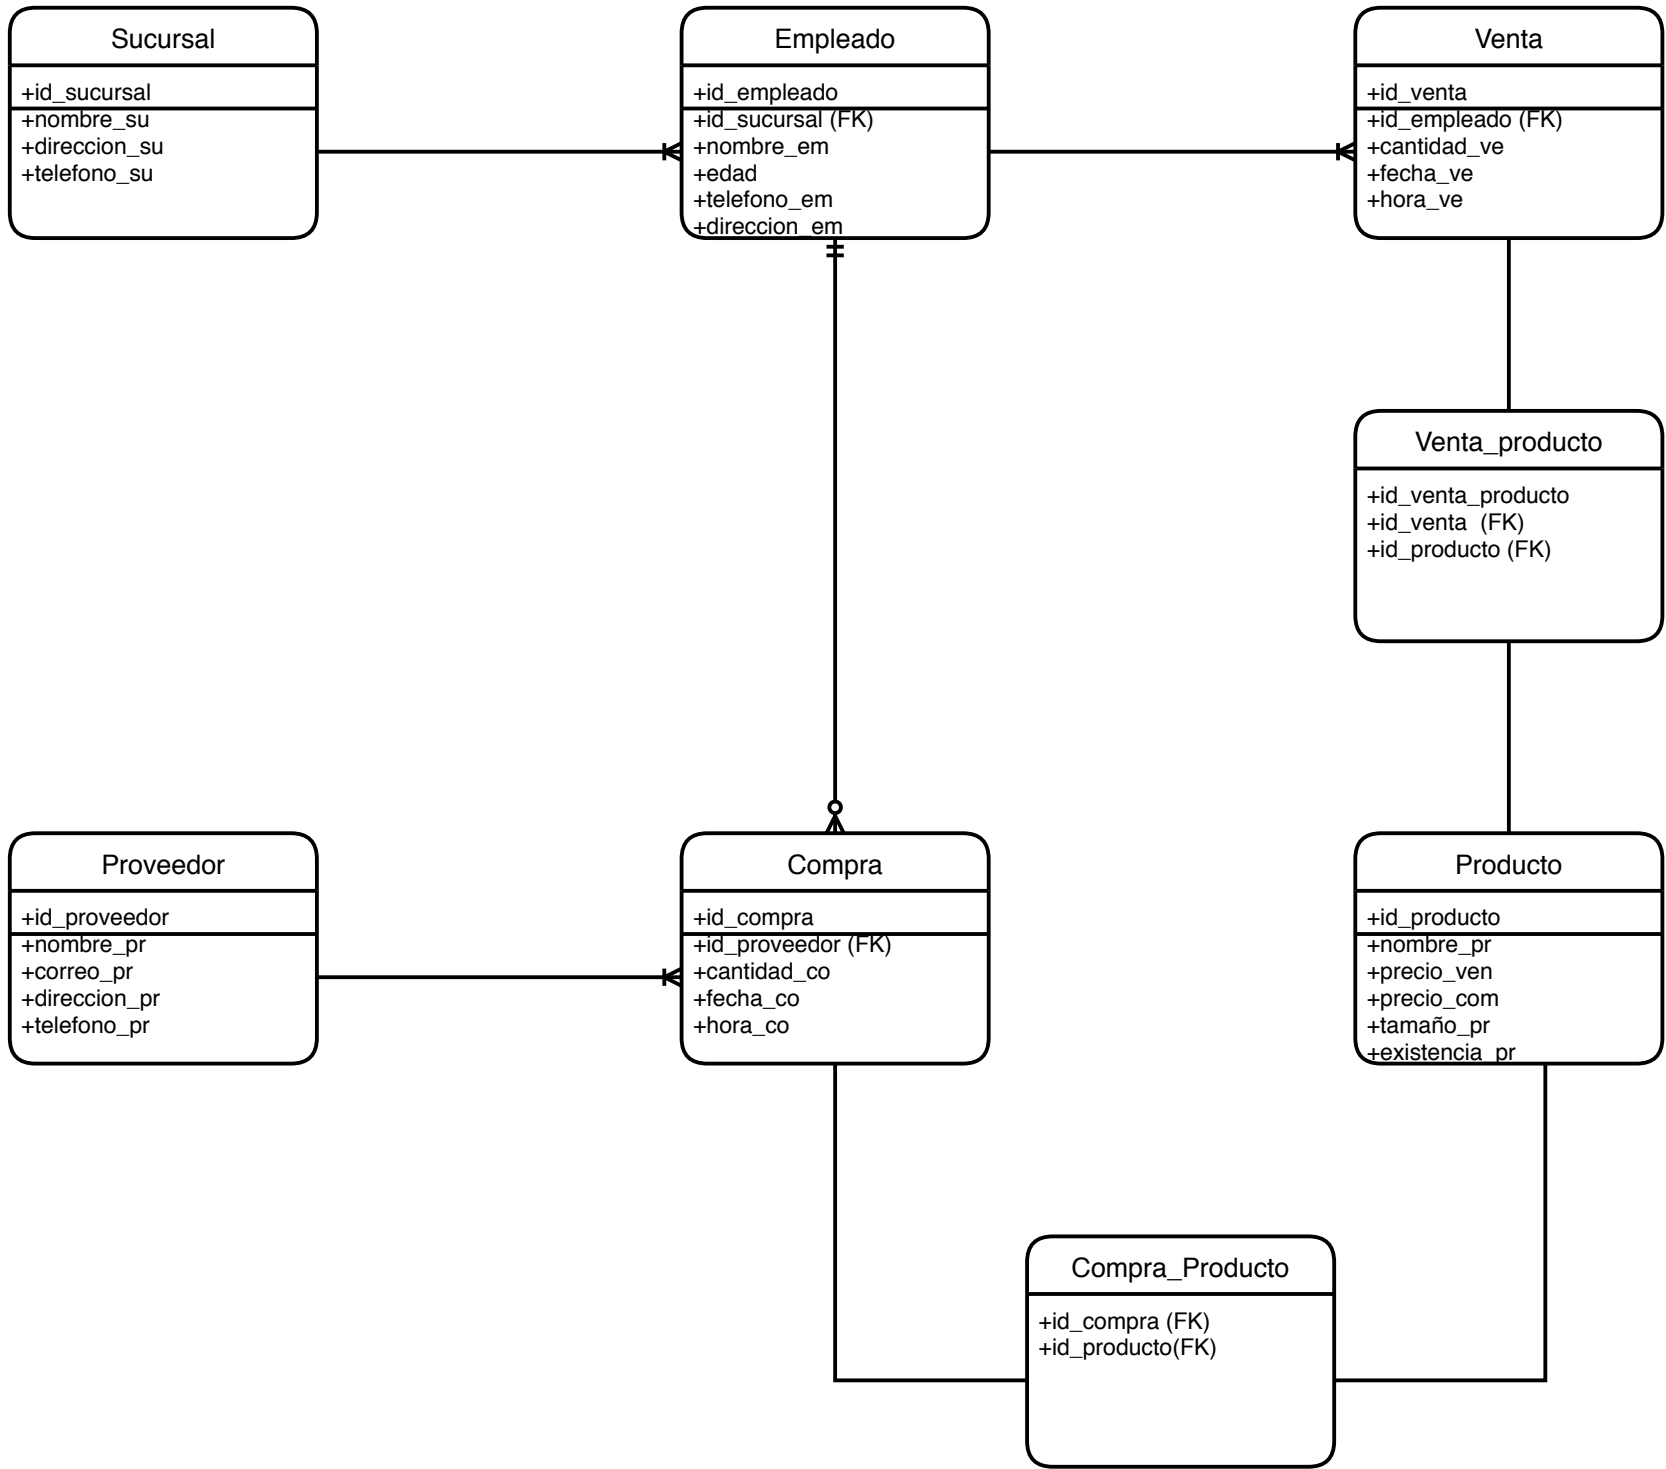 Sucursal
+id_sucursal
+nombre_su
+direccion_su
+telefono_su
Empleado
+id_empleado
+id_sucursal (FK)
+nombre_em
+edad
+telefono_em
+direccion_em
Venta
+id_venta
+id_empleado (FK)
+cantidad_ve
+fecha_ve
+hora_ve
Venta_producto
+id_venta_producto
+id_venta  (FK)
+id_producto (FK)
Proveedor
+id_proveedor
+nombre_pr
+correo_pr
+direccion_pr
+telefono_pr
Compra
+id_compra
+id_proveedor (FK)
+cantidad_co
+fecha_co
+hora_co
Producto
+id_producto
+nombre_pr
+precio_ven
+precio_com
+tamaño_pr
+existencia_pr
Compra_Producto
+id_compra (FK)
+id_producto(FK)